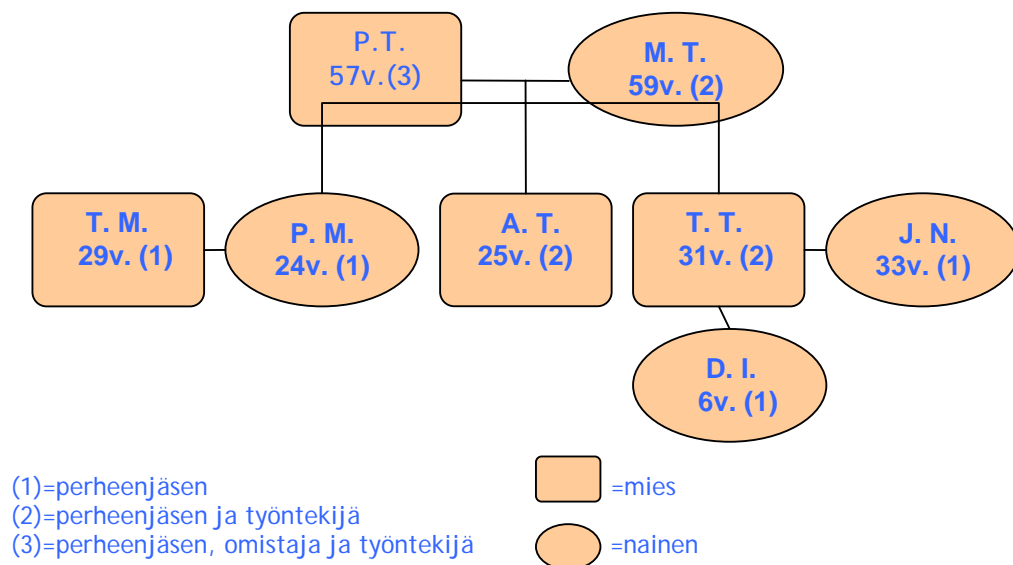 P.T.
57v.(3)
M. T.
59v. (2)
T. M.
29v. (1)
P. M.
24v. (1)
A. T.
25v. (2)
T. T.
31v. (2)
J. N.
33v. (1)
D. I.
6v. (1)
(1)=perheenjäsen
(2)=perheenjäsen ja työntekijä
(3)=perheenjäsen, omistaja ja työntekijä
=mies
=nainen